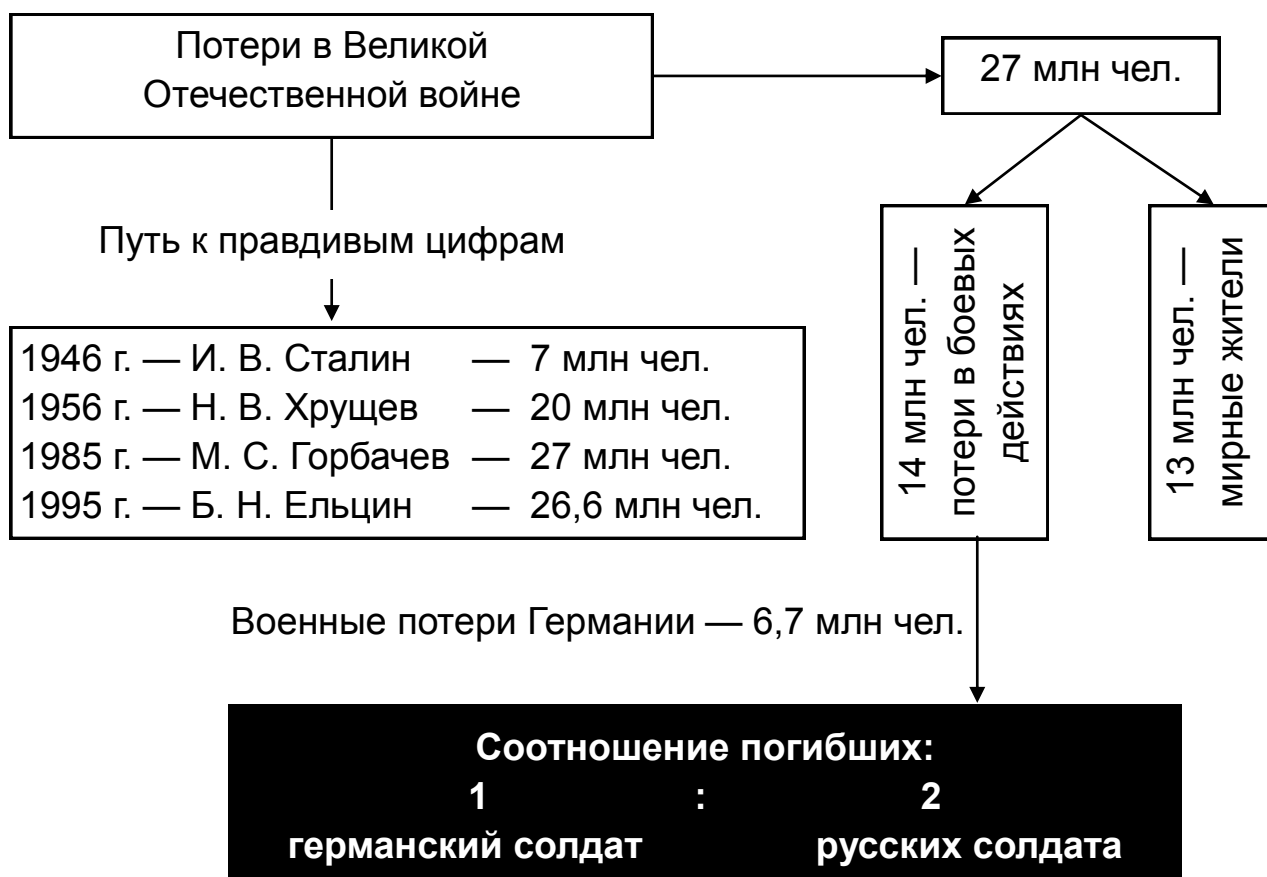 Потери в Великой
Отечественной войне
27 млн чел.
Путь к правдивым цифрам
1946 г. — И. В. Сталин — 7 млн чел.
1956 г. — Н. В. Хрущев — 20 млн чел.
1985 г. — М. С. Горбачев — 27 млн чел.
1995 г. — Б. Н. Ельцин — 26,6 млн чел.
14 млн чел. —
потери в боевых
действиях
13 млн чел. —
мирные жители
Военные потери Германии — 6,7 млн чел.
Соотношение погибших:
1 : 2
германский солдат русских солдата